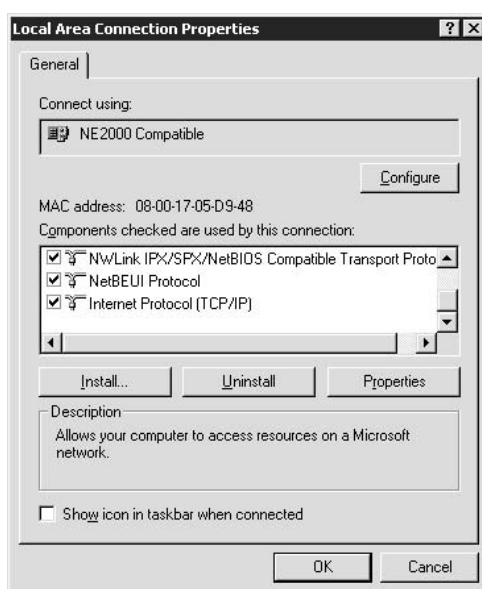 Local Area Connection Properties
General
Connect using:
NE2000 Compatible
Configure
MAC address: 08-00-17-05-D9-48
Components checked are used by this connection:
NWLink IPX/SPX/NetBIOS Compatible Transport Proto
NetBEUI Protocol
Internet Protocol (TCP/IP)
Install... Uninstall Properties
Description
Allows your computer to access resources on a Microsoft
network.
Show icon in taskbar when connected
OK Cancel